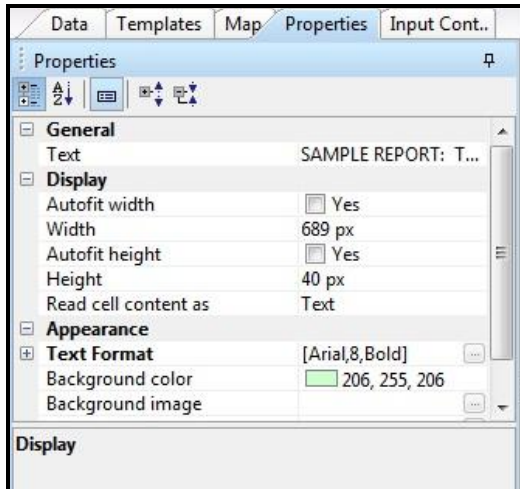 Data Templates Map Properties Input Cont..
Properties
A Z
General
Text SAMPLE REPORT: T...
Display
Autofit width Yes
Width 689 px
Autofit height Yes
Height 40 px
Read cell content as Text
Appearance
Text Format [Arial,8,Bold] ...
Background color 206, 255, 206
Background image ...
Display